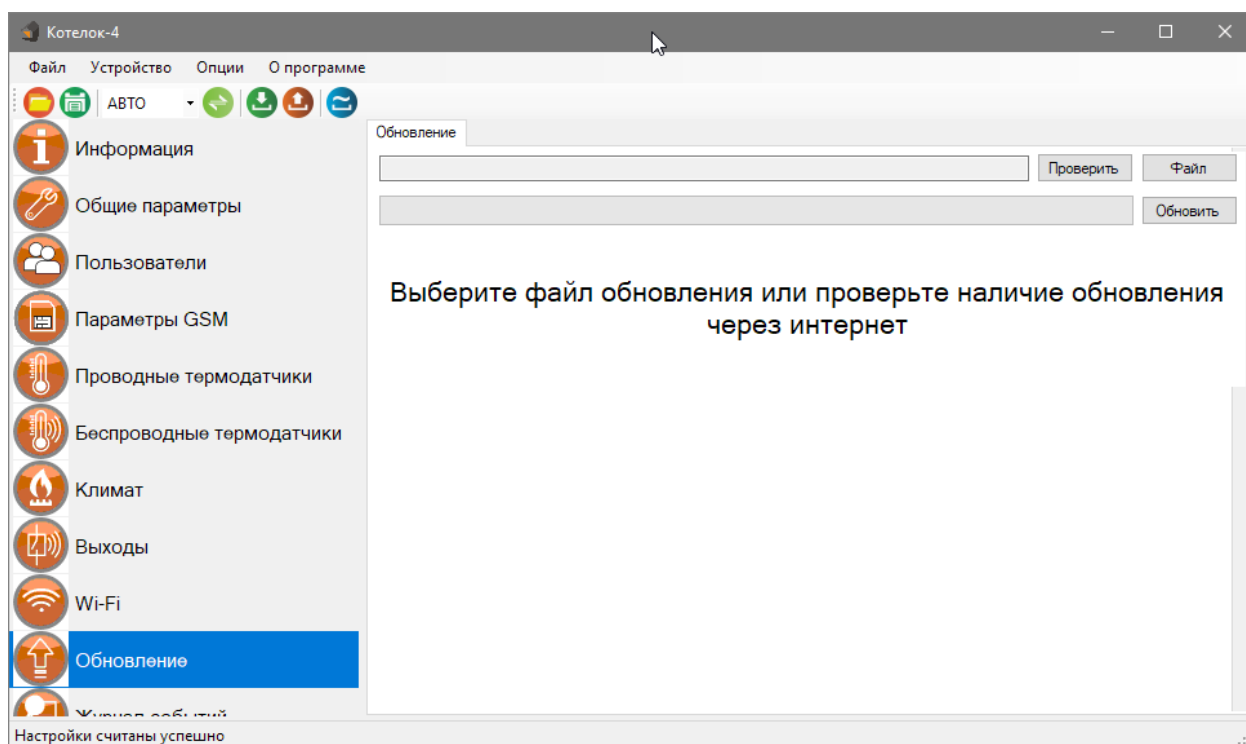 Котелок-4
Файл Устройство Опции О программе
АВТО
Информация
Общие параметры
Пользователи
Параметры GSM
Проводные термодатчики
Беспроводные термодатчики
Климат
Выходы
Wi-Fi
Обновление
Журнал событий
Обновление
Проверить Файл
Обновить
Выберите файл обновления или проверьте наличие обновления
через интернет
Настройки считаны успешно